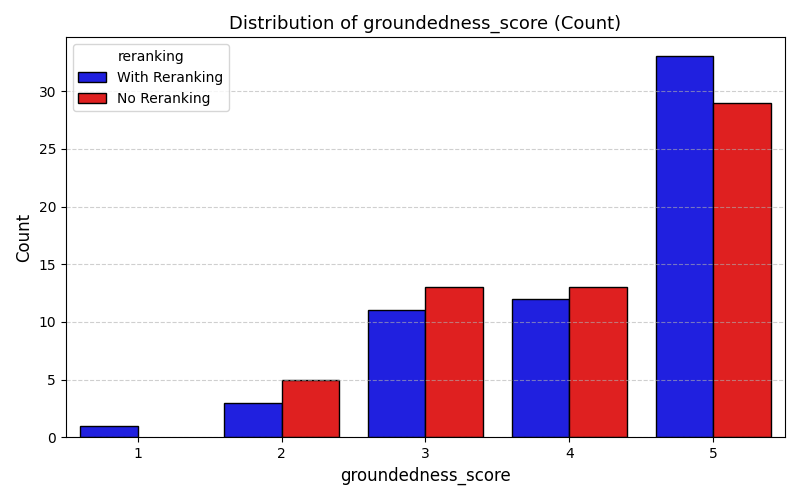 Distribution of groundedness_score (Count)
reranking
With Reranking
No Reranking
Count
30
25
20
15
10
5
0
1 2 3 4 5
groundedness_score